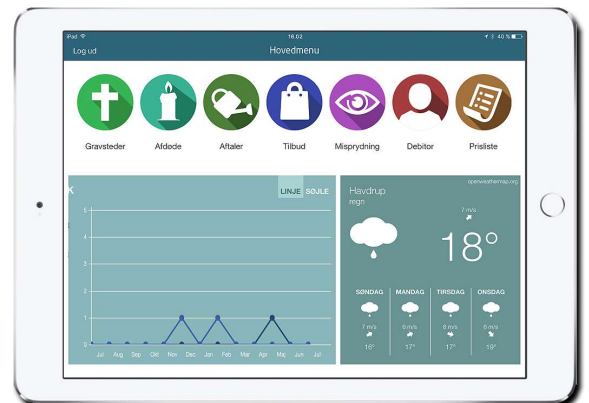 iPad 16.02 40 %
Log ud Hovedmenu
Gravsteder Afdøde Aftaler Tilbud Misprydning Debitor Prisliste
K LINJE SØJLE
5
4
3
2
1
0
Jul Aug Sep Okt Nov Dec Jan Feb Mar Apr Maj Jun Jul
openweathermap.org
Havdrup
regn
7 m/s
18°
SØNDAG MANDAG TIRSDAG ONSDAG
7 m/s 6 m/s 8 m/s 6 m/s
16° 17° 17° 19°